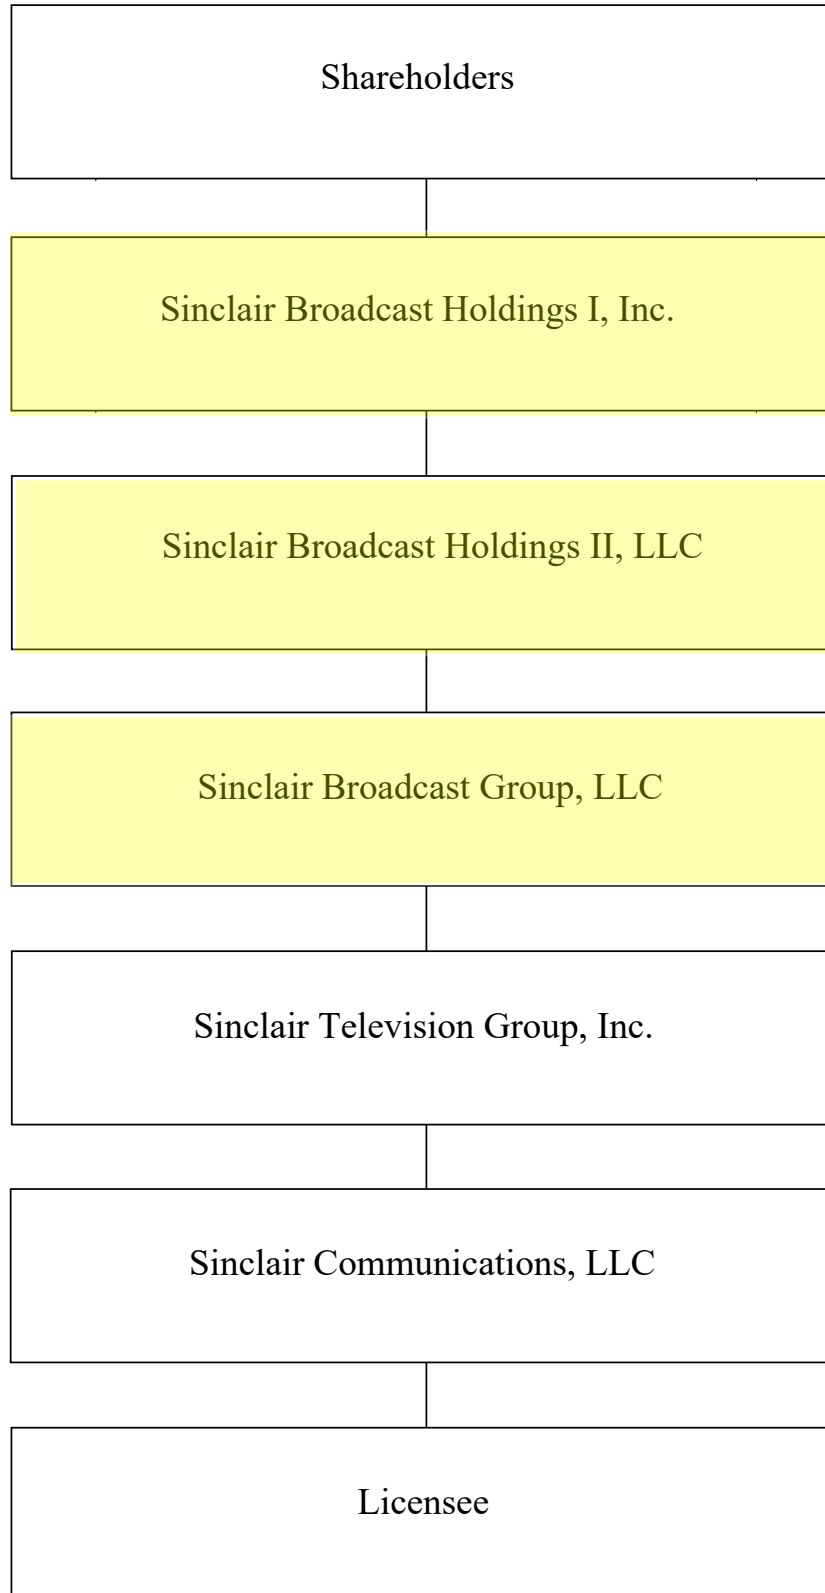 Shareholders
Sinclair Broadcast Holdings I, Inc.
Sinclair Broadcast Holdings II, LLC
Sinclair Broadcast Group, LLC
Sinclair Television Group, Inc.
Sinclair Communications, LLC
Licensee